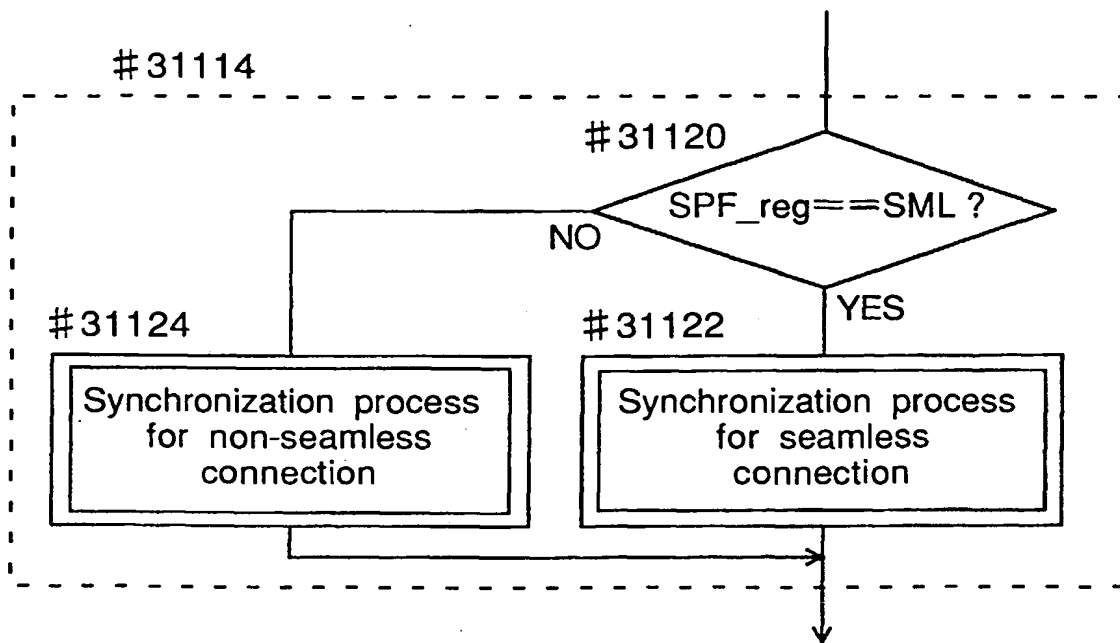 #31114
#31120
SPF_reg==SML ?
NO
YES
#31124
#31122
Synchronization process
for non-seamless
connection
Synchronization process
for seamless
connection